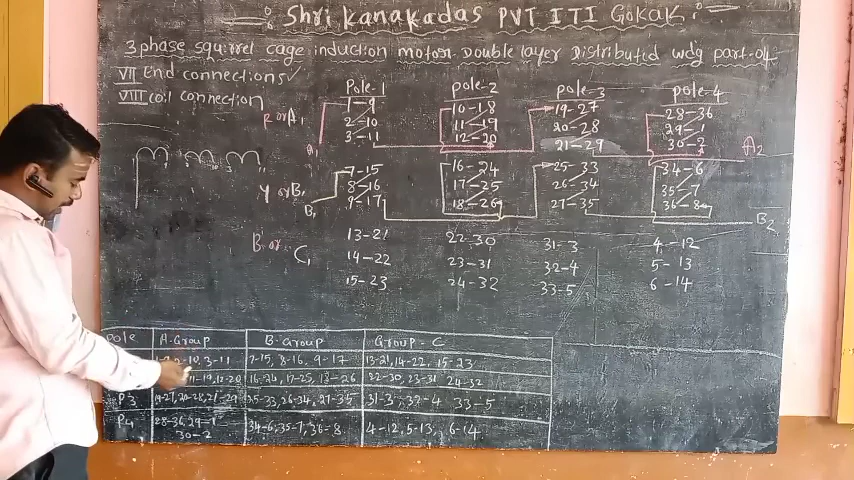 Shri kanakadas PVT ITI Gokak.
3 phase squirrel cage induction motor Double layer Distributed wdg part-04
VII End connections ✓
VIII coil connection
Pole-1 pole-2 pole-3 pole-4
R or A1 1-9 10-18 19-27 28-36
2-10 11-19 20-28 29-1
3-11 12-20 21-29 30-2
A1 A2
7-15 16-24 25-33 34-6
Y or B1 8-16 17-25 26-34 35-7
B1 9-17 18-26 27-35 36-8
B2
B or C1 13-21 22-30 31-3 4-12
14-22 23-31 32-4 5-13
15-23 24-32 33-5 6-14
Pole A-Group B-Group Group-C
3-11 7-15, 8-16, 9-17 13-21, 14-22, 15-23
11-19, 12-20 16-24, 17-25, 18-26 22-30, 23-31, 24-32
P3 19-27, 20-28, 21-29 25-33, 26-34, 27-35 31-3, 32-4 33-5
P4 28-36, 29-1 34-6, 35-7, 36-8 4-12, 5-13, 6-14
30-2